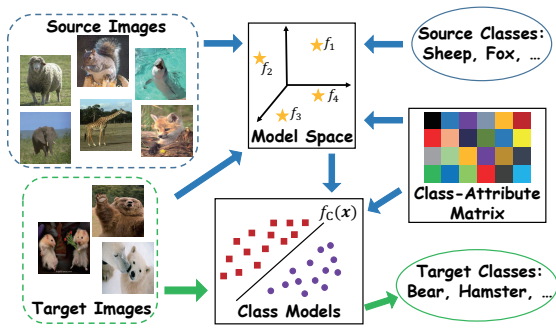 Source Images
f₁
f₂
f₃
f₄
Model Space
Source Classes:
Sheep, Fox, ...
Class-Attribute
Matrix
Target Images
f_C(x)
Class Models
Target Classes:
Bear, Hamster, ...